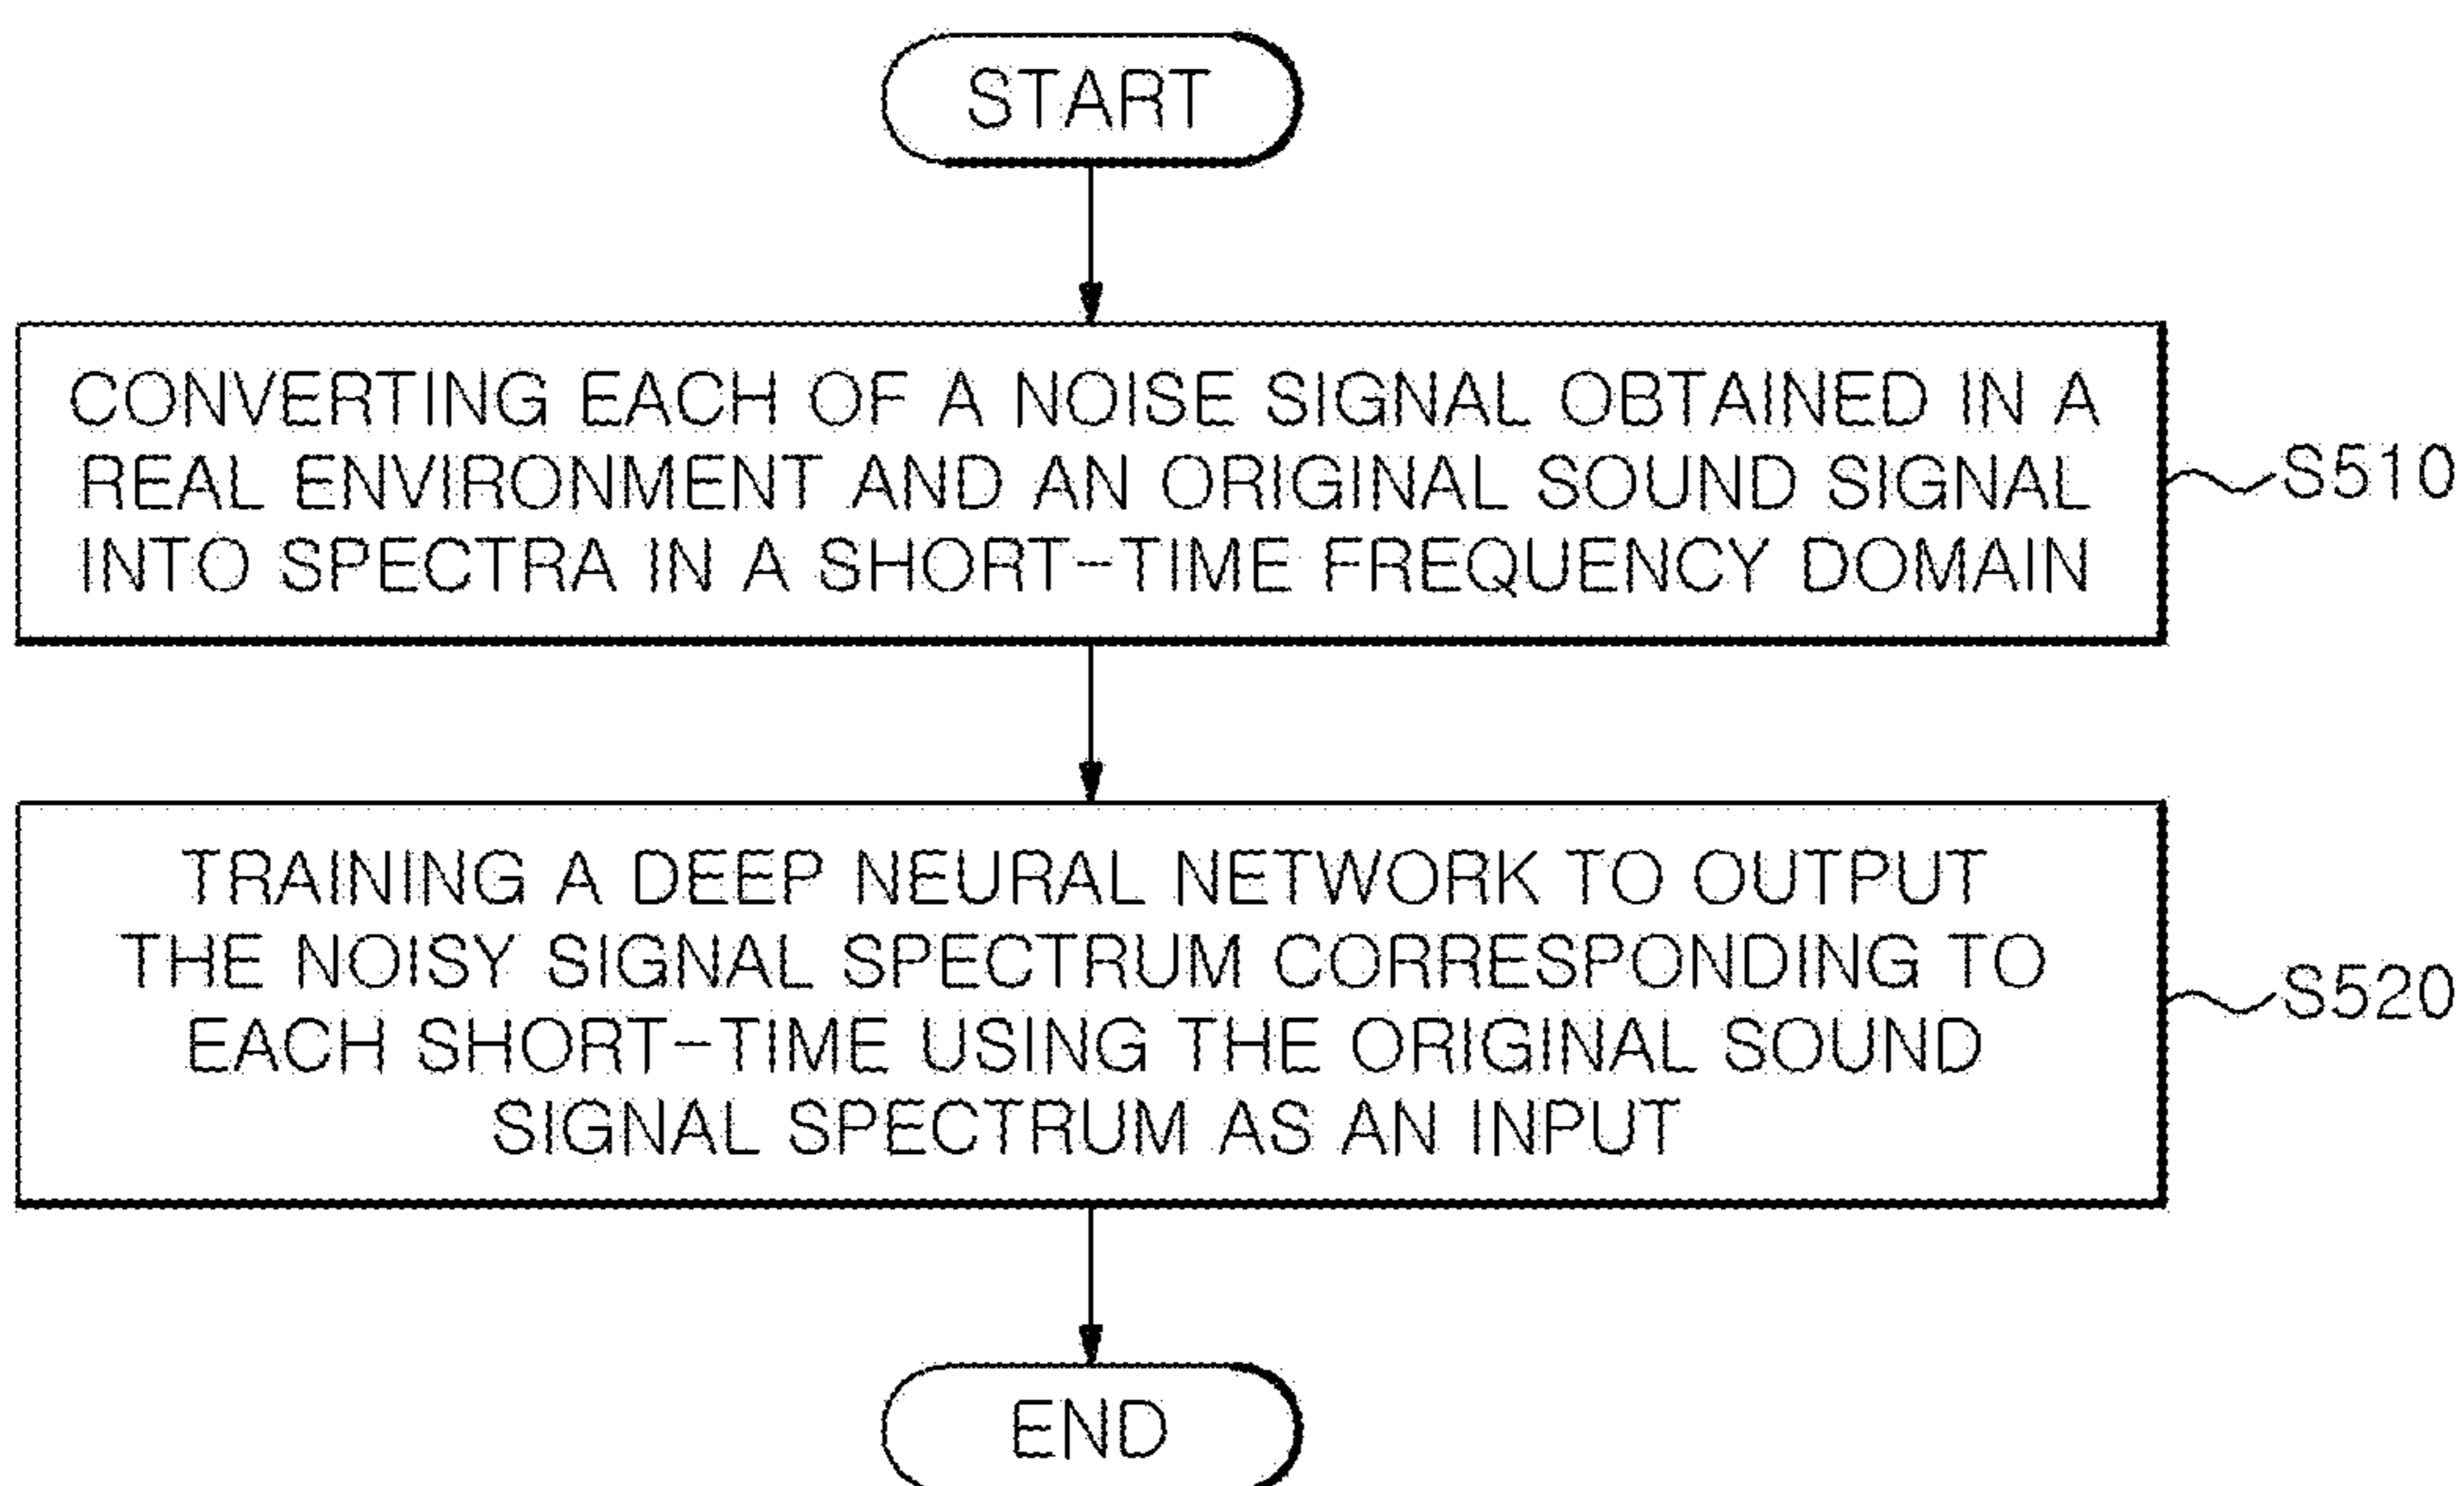 START
CONVERTING EACH OF A NOISE SIGNAL OBTAINED IN A
REAL ENVIRONMENT AND AN ORIGINAL SOUND SIGNAL
INTO SPECTRA IN A SHORT-TIME FREQUENCY DOMAIN
S510
TRAINING A DEEP NEURAL NETWORK TO OUTPUT
THE NOISY SIGNAL SPECTRUM CORRESPONDING TO
EACH SHORT-TIME USING THE ORIGINAL SOUND
SIGNAL SPECTRUM AS AN INPUT
S520
END